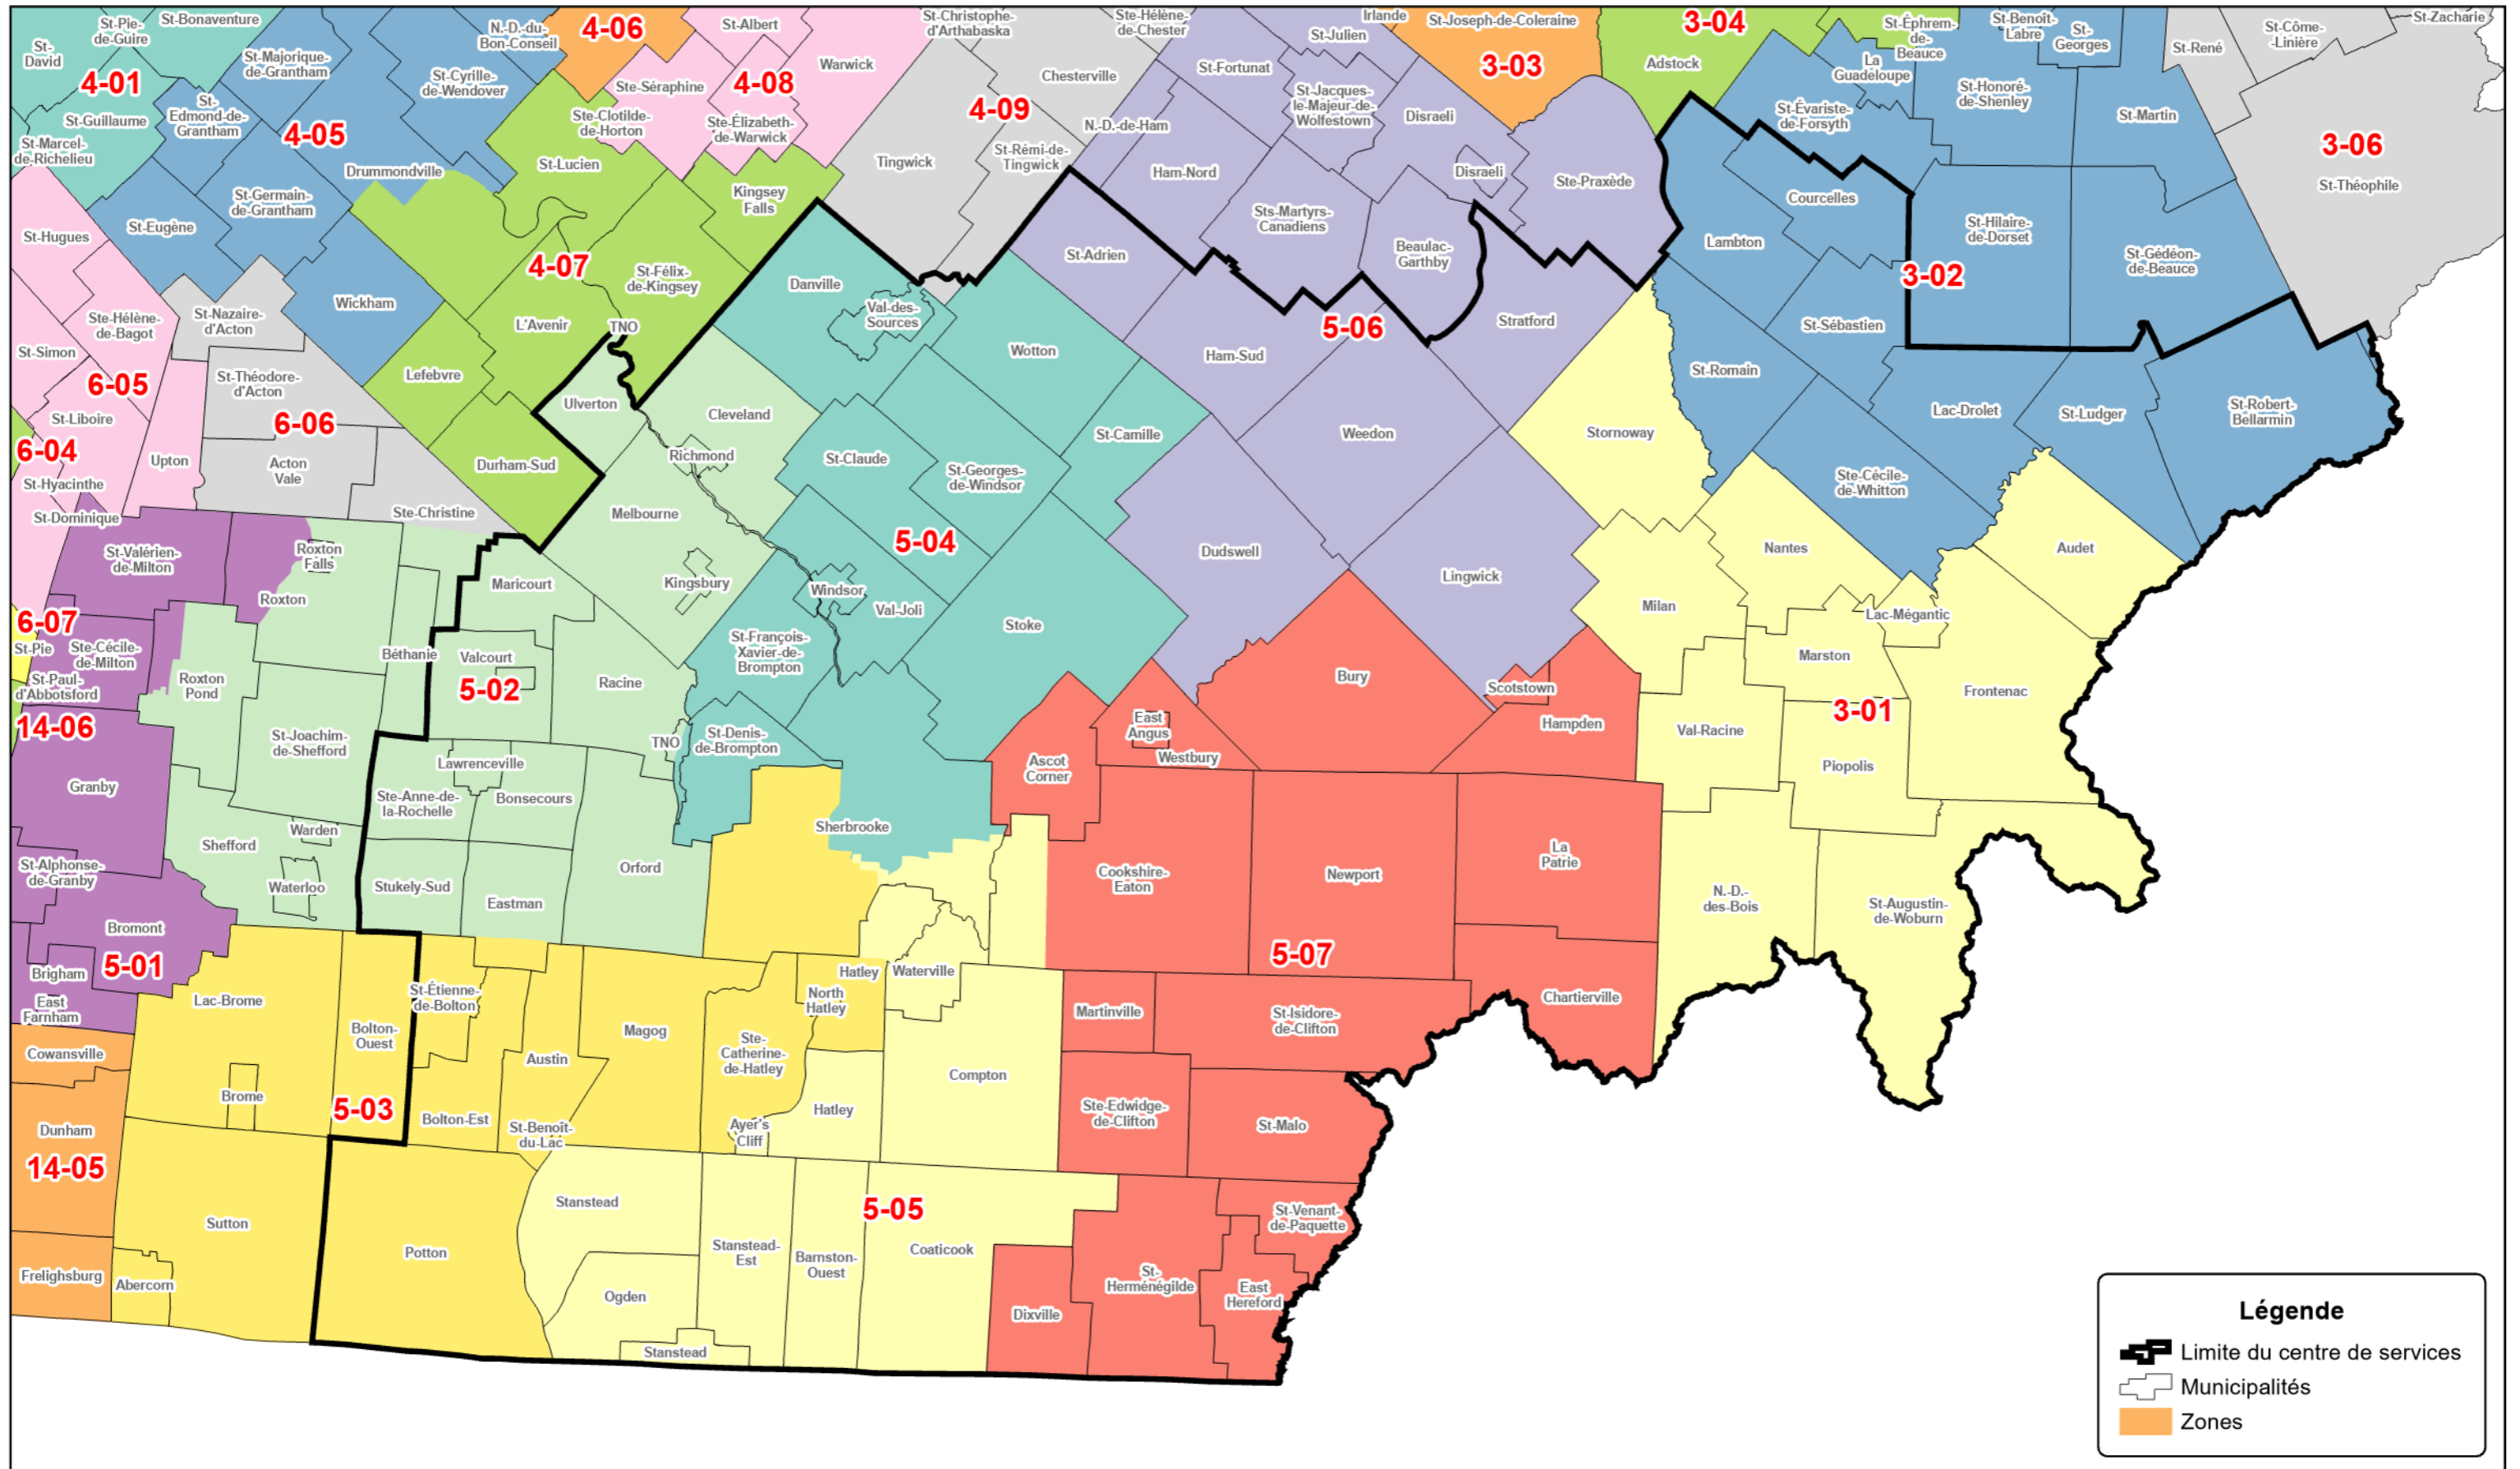 St-Pie-
de-Guire
St-Bonaventure
St-
David
4-01
St-Guillaume
St-Marcel-
de-Richelieu
St-Majorique-
de-Grantham
N.-D.-du-
Bon-Conseil
St-Cyrille-
de-Wendover
St-
Edmond-de-
Grantham
4-05
Drummondville
St-Germain-
de-Grantham
St-Eugène
Wickham
4-06
St-Albert
Ste-Séraphine
4-08
Warwick
Ste-Clotilde-
de-Horton
Ste-Élizabeth-
de-Warwick
St-Lucien
Kingsey
Falls
4-07
St-Félix-
de-Kingsey
L'Avenir
TNO
Lefebvre
Durham-Sud
St-Christophe-
d'Arthabaska
Ste-Hélène-
de-Chester
Chesterville
4-09
Tingwick
St-Rémi-de-
Tingwick
Irlande
St-Julien
St-Fortunat
St-Jacques-
le-Majeur-de-
Wolfestown
Disraeli
N.-D.-de-Ham
Ham-Nord
Disraeli
Ste-Praxède
Sts-Martyrs-
Canadiens
Beaulac-
Garthby
St-Adrien
Stratford
5-06
Ham-Sud
Weedon
Dudswell
Lingwick
St-Joseph-de-Coleraine
3-03
3-04
Adstock
St-Éphrem-
de-
Beauce
La
Guadeloupe
St-Benoît-
Labre
St-
Georges
St-René
St-Côme-
-Linière
St-Zacharie
St-Évariste-
de-Forsyth
St-Honoré-
de-Shenley
St-Martin
3-06
St-Théophile
Courcelles
Lambton
St-Hilaire-
de-Dorset
St-Gédéon-
de-Beauce
3-02
St-Sébastien
St-Romain
Lac-Drolet
St-Ludger
St-Robert-
Bellarmin
Ste-Cécile-
de-Whitton
St-Hugues
Ste-Hélène-
de-Bagot
St-Simon
6-05
St-Liboire
6-04
St-Hyacinthe
Upton
St-Dominique
St-Nazaire-
d'Acton
St-Théodore-
d'Acton
6-06
Acton
Vale
Ste-Christine
Danville
Val-des-
Sources
Wotton
St-Camille
St-Claude
St-Georges-
de-Windsor
5-04
Windsor
Val-Joli
Stoke
St-François-
Xavier-de-
Brompton
St-Denis-
de-Brompton
Sherbrooke
Ulverton
Cleveland
Richmond
Melbourne
Kingsbury
Maricourt
Valcourt
5-02
Racine
TNO
Lawrenceville
Ste-Anne-de-
la-Rochelle
Bonsecours
Stukely-Sud
Eastman
Orford
Roxton
Falls
Roxton
Béthanie
Roxton
Pond
St-Joachim-
de-Shefford
Shefford
Warden
Waterloo
St-Valérien-
de-Milton
6-07
St-Pie
Ste-Cécile-
de-Milton
St-Paul-
d'Abbotsford
14-06
Granby
St-Alphonse-
de-Granby
Bromont
5-01
Brigham
East
Farnham
Cowansville
Dunham
14-05
Frelighsburg
Lac-Brome
Bolton-
Ouest
Brome
5-03
Sutton
Abercorn
St-Étienne-
de-Bolton
Austin
Bolton-Est
St-Benoît-
du-Lac
Potton
Magog
Ste-
Catherine-
de-Hatley
North
Hatley
Hatley
Waterville
Ayer's
Cliff
Hatley
Compton
Stanstead
Ogden
Stanstead
Stanstead-
Est
Barnston-
Ouest
5-05
Coaticook
Stornoway
Nantes
Audet
Milan
Lac-Mégantic
Marston
Frontenac
3-01
Val-Racine
Piopolis
N.-D.-
des-Bois
St-Augustin-
de-Woburn
Bury
Scotstown
Hampden
East
Angus
Westbury
Ascot
Corner
Cookshire-
Eaton
Newport
La
Patrie
5-07
Chartierville
Martinville
St-Isidore-
de-Clifton
Ste-Edwidge-
de-Clifton
St-Malo
St-Venant-
de-Paquette
St-
Herménégilde
East
Hereford
Dixville
Légende
Limite du centre de services
Municipalités
Zones